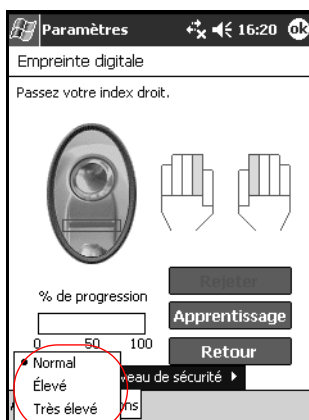 Paramètres 16:20 ok
Empreinte digitale
Passez votre index droit.
Rejeter
% de progression
Apprentissage
0 50 100
Retour
Normal
veau de sécurité
Élevé
Très élevé
ns